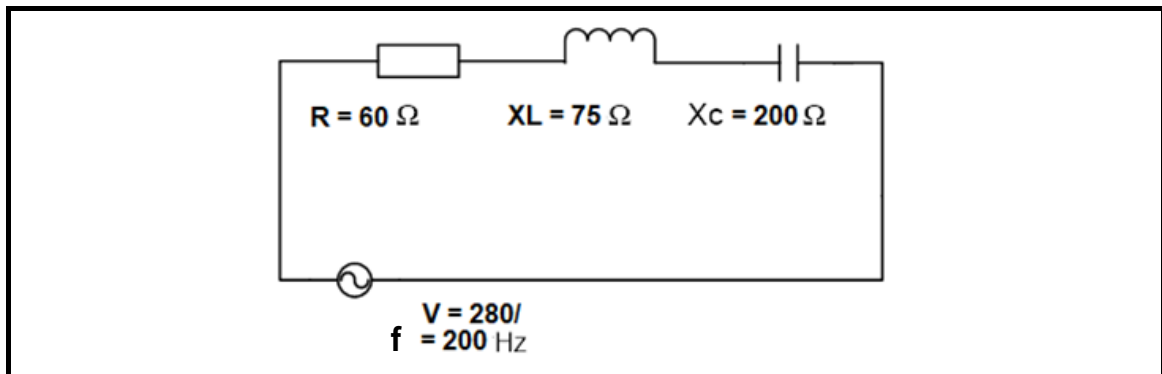 R = 60 Ω XL = 75 Ω Xc = 200 Ω
V = 280/
f = 200 Hz